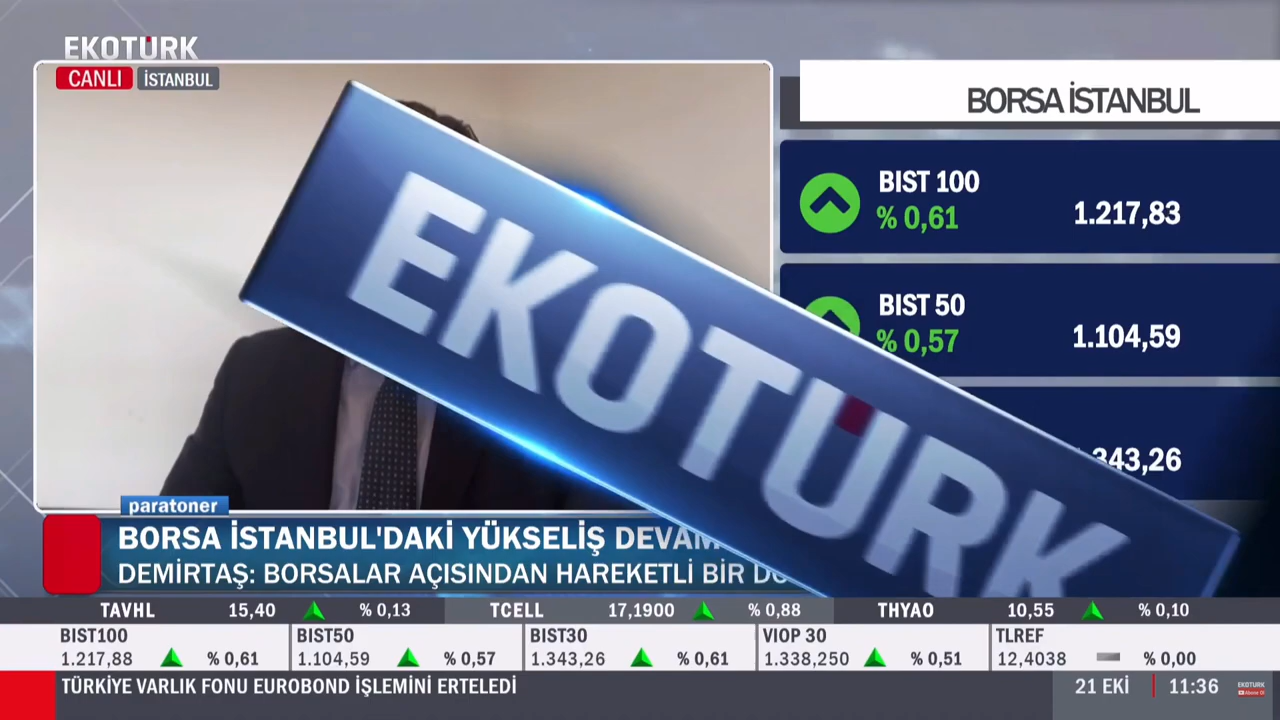 EKOTÜRK
CANLI İSTANBUL
EKOTÜRK
BORSA İSTANBUL
BIST 100
% 0,61
1.217,83
BIST 50
% 0,57
1.104,59
343,26
paratoner
BORSA İSTANBUL'DAKİ YÜKSELİŞ DEVAM
DEMİRTAŞ: BORSALAR AÇISINDAN HAREKETLİ BİR
TAVHL 15,40 % 0,13 TCELL 17,1900 % 0,88 THYAO 10,55 % 0,10
BIST100 BIST50 BIST30 VIOP 30 TLREF
1.217,88 % 0,61 1.104,59 % 0,57 1.343,26 % 0,61 1.338,250 % 0,51 12,4038 % 0,00
TÜRKİYE VARLIK FONU EUROBOND İŞLEMİNİ ERTELEDİ
21 EKİ 11:36
EKOTÜRK
Abone Ol